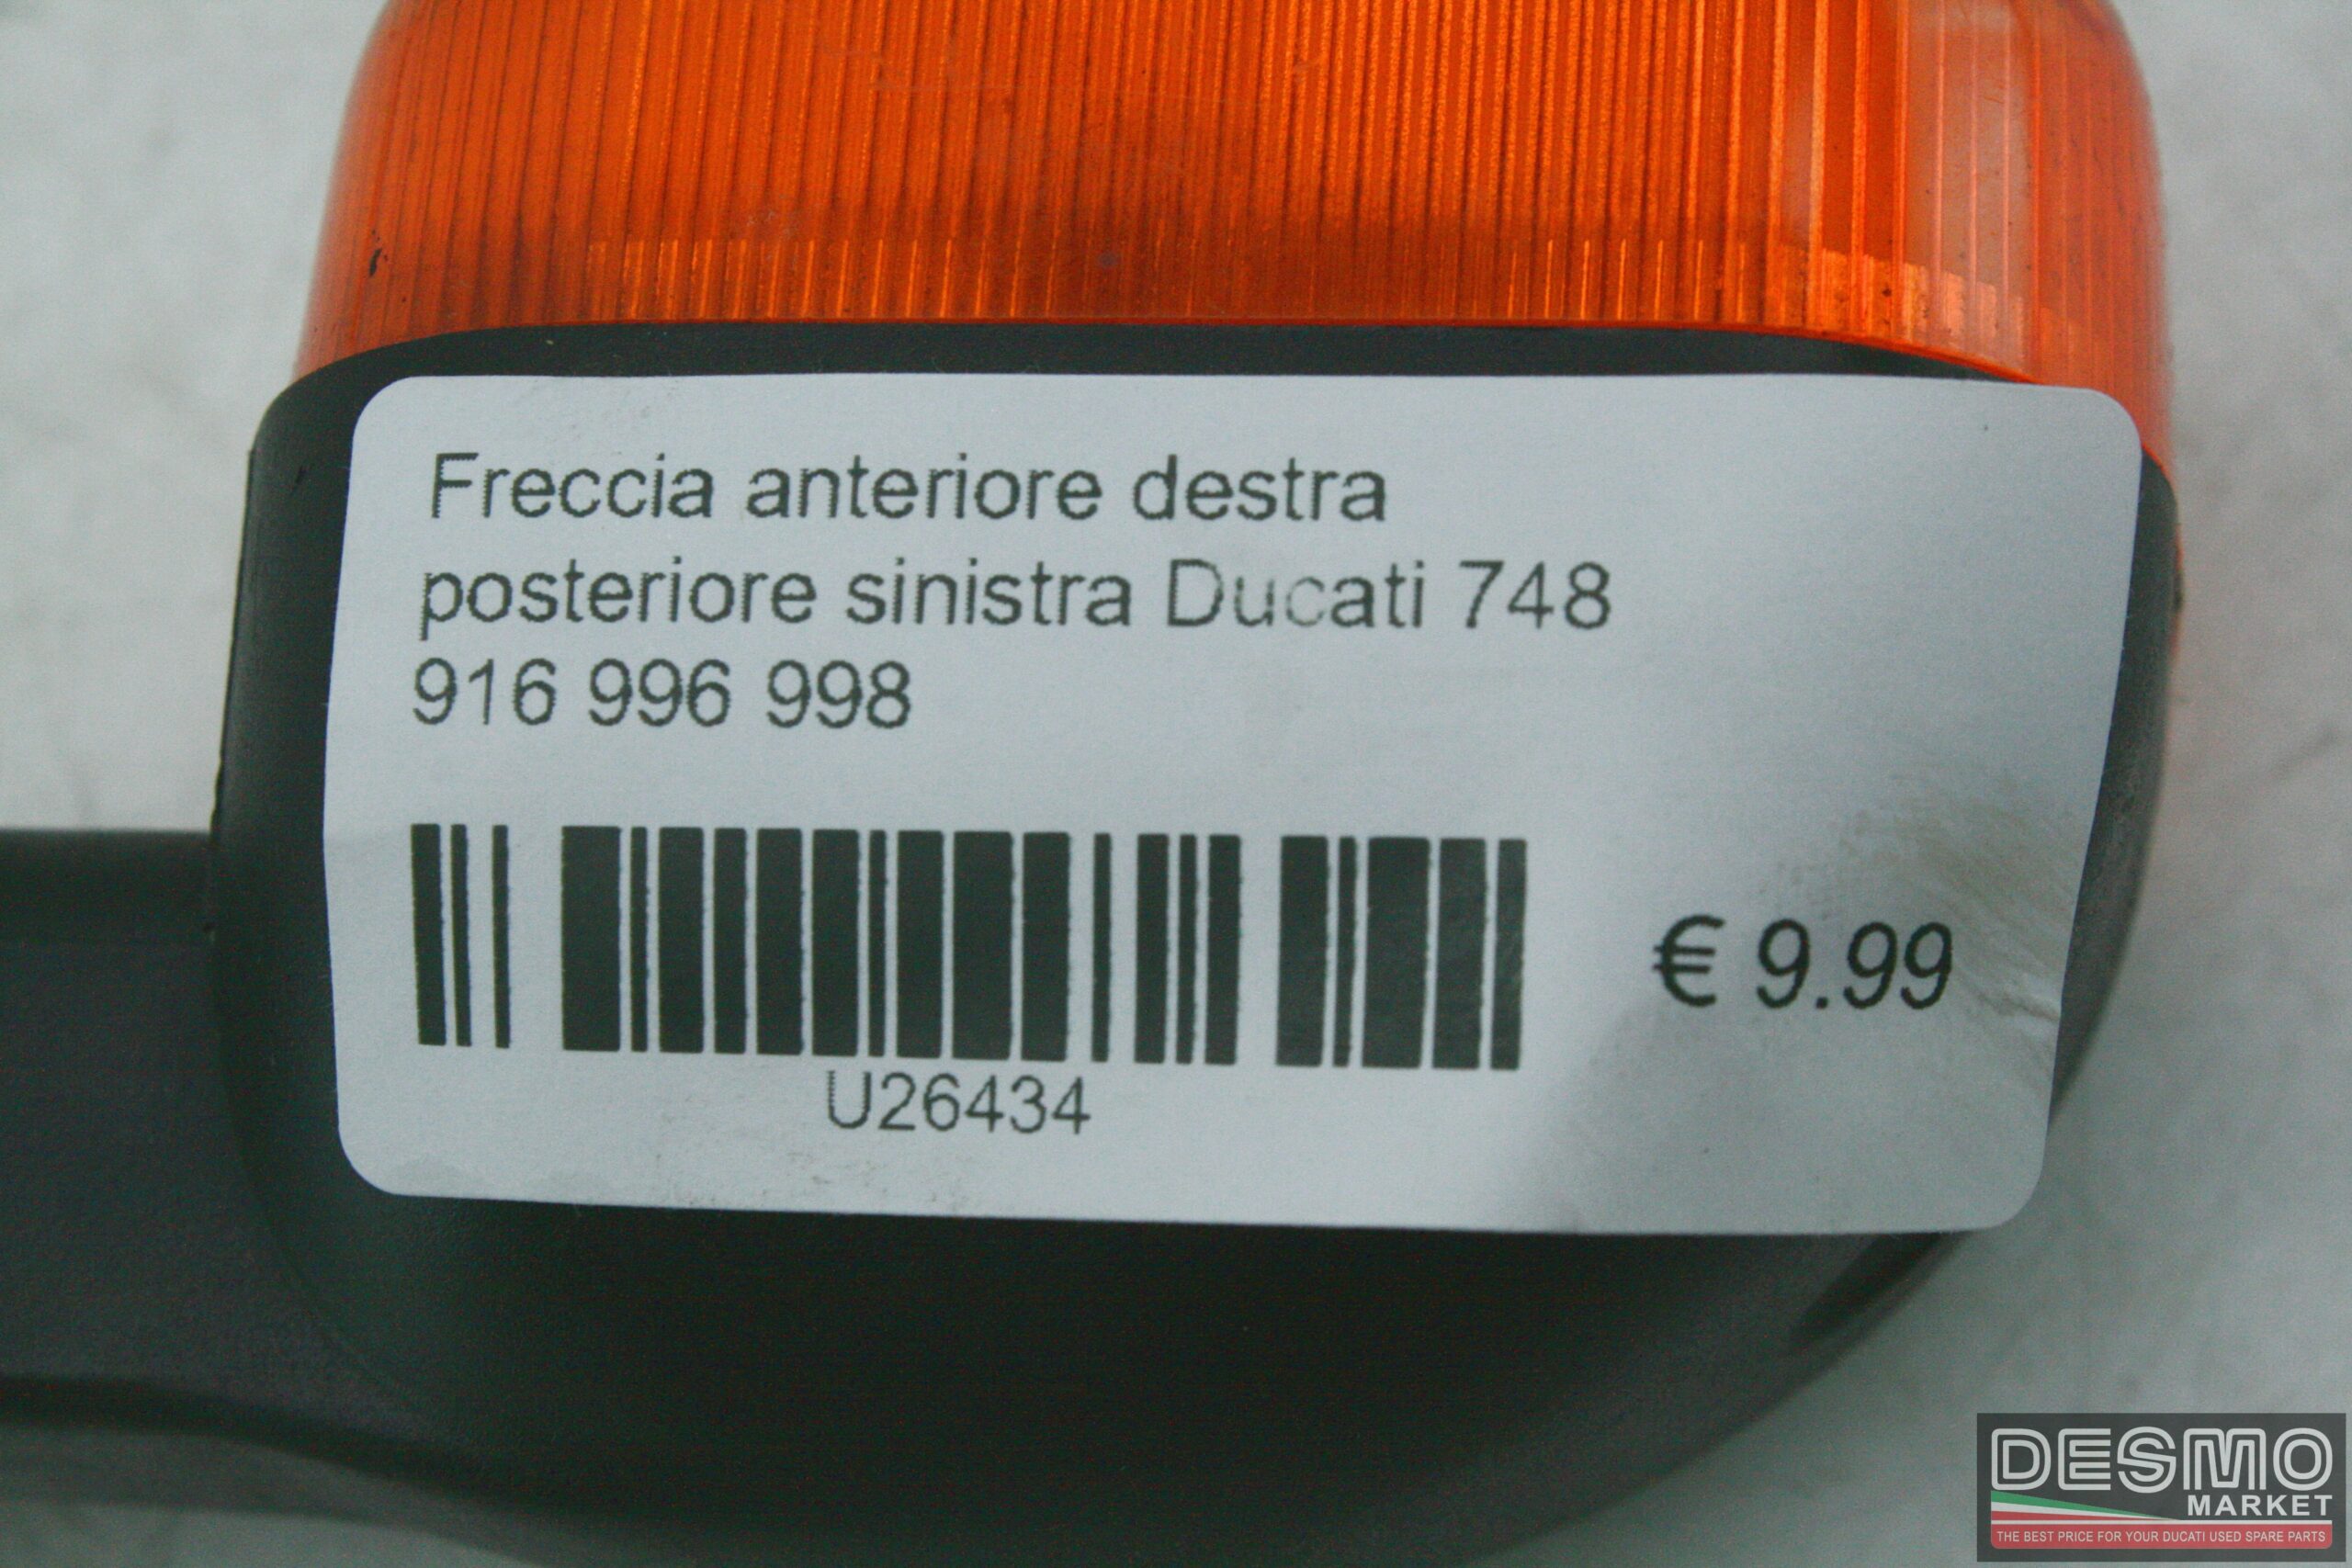 Freccia anteriore destra
posteriore sinistra Ducati 748
916 996 998
€ 9.99
U26434
DESMO
MARKET
THE BEST PRICE FOR YOUR DUCATI USED SPARE PARTS